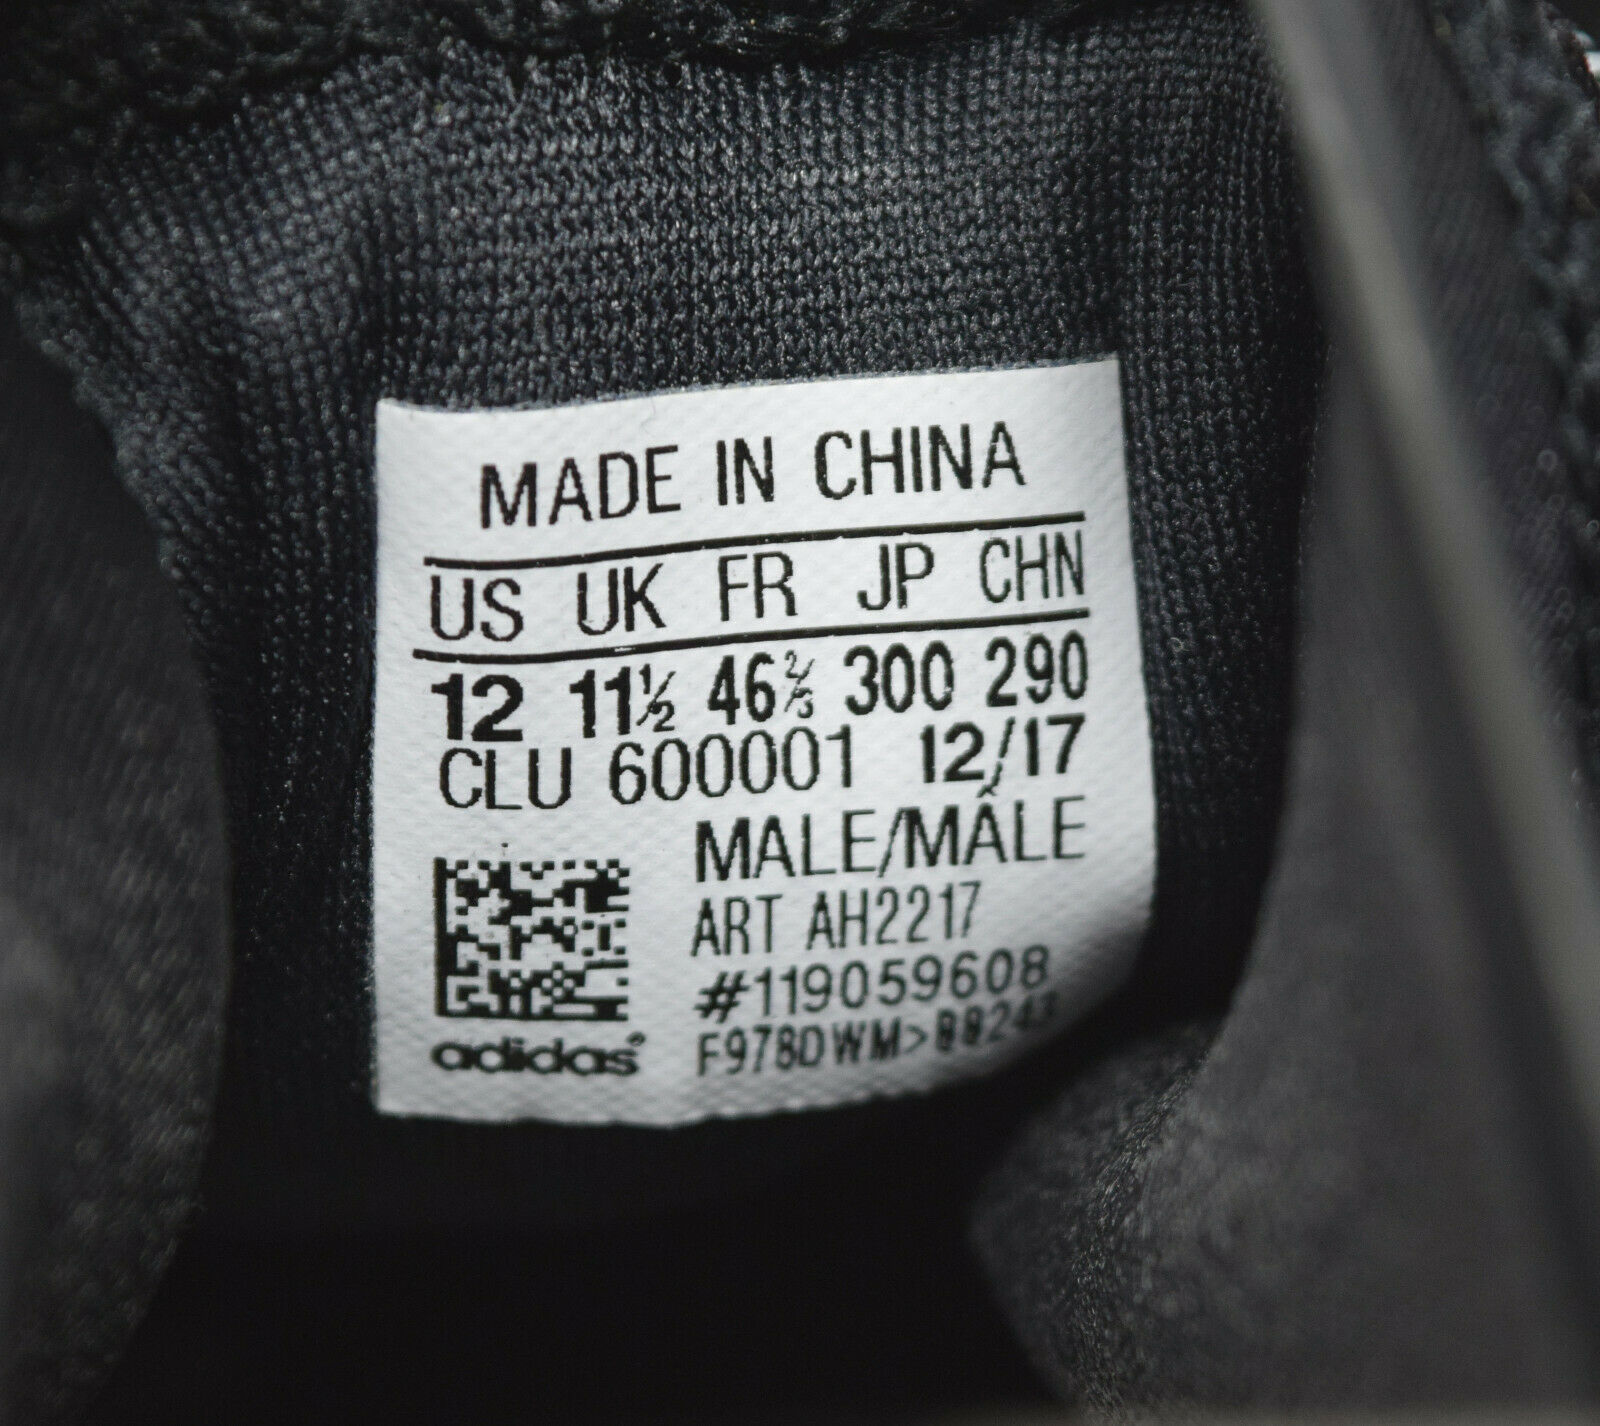 MADE IN CHINA
US UK FR JP CHN
12 11½ 46⅔ 300 290
CLU 600001 12/17
MALE/MÂLE
ART AH2217
#119059608
adidas®